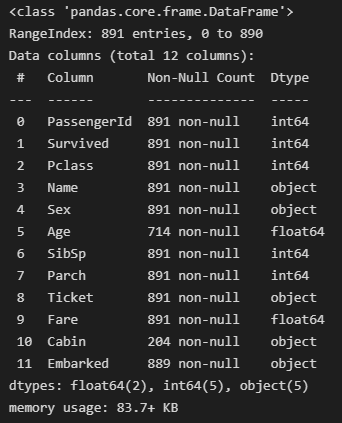 <class 'pandas.core.frame.DataFrame'>
RangeIndex: 891 entries, 0 to 890
Data columns (total 12 columns):
 #   Column       Non-Null Count  Dtype
---  ------       --------------  -----
 0   PassengerId  891 non-null    int64
 1   Survived     891 non-null    int64
 2   Pclass       891 non-null    int64
 3   Name         891 non-null    object
 4   Sex          891 non-null    object
 5   Age          714 non-null    float64
 6   SibSp        891 non-null    int64
 7   Parch        891 non-null    int64
 8   Ticket       891 non-null    object
 9   Fare         891 non-null    float64
 10  Cabin        204 non-null    object
 11  Embarked     889 non-null    object
dtypes: float64(2), int64(5), object(5)
memory usage: 83.7+ KB